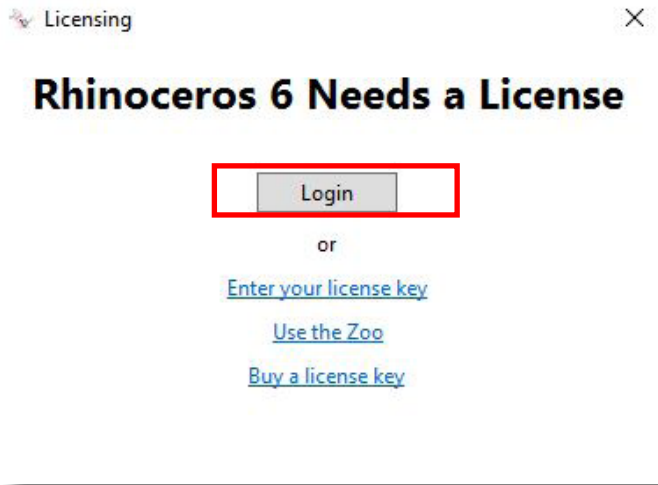 Licensing
Rhinoceros 6 Needs a License
Login
or
Enter your license key
Use the Zoo
Buy a license key